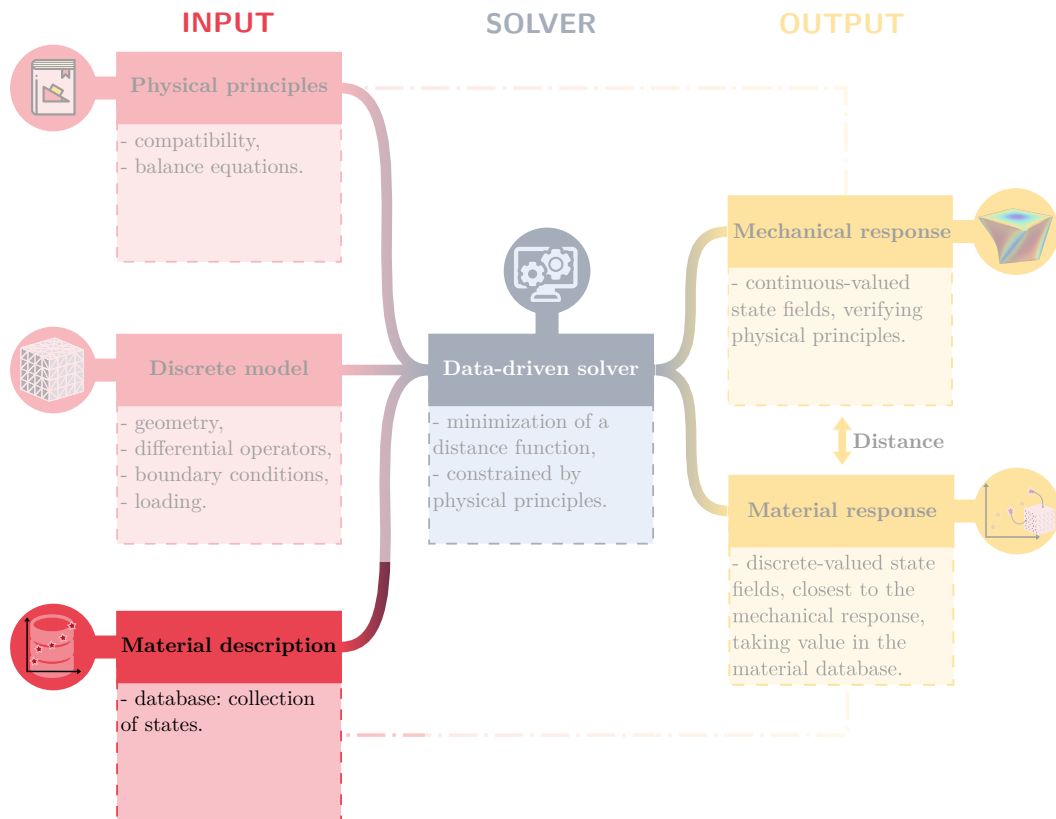 INPUT
SOLVER
OUTPUT
Physical principles
- compatibility,
- balance equations.
Discrete model
- geometry,
- differential operators,
- boundary conditions,
- loading.
Material description
- database: collection
of states.
Data-driven solver
- minimization of a
distance function,
- constrained by
physical principles.
Mechanical response
- continuous-valued
state fields, verifying
physical principles.
Distance
Material response
- discrete-valued state
fields, closest to the
mechanical response,
taking value in the
material database.